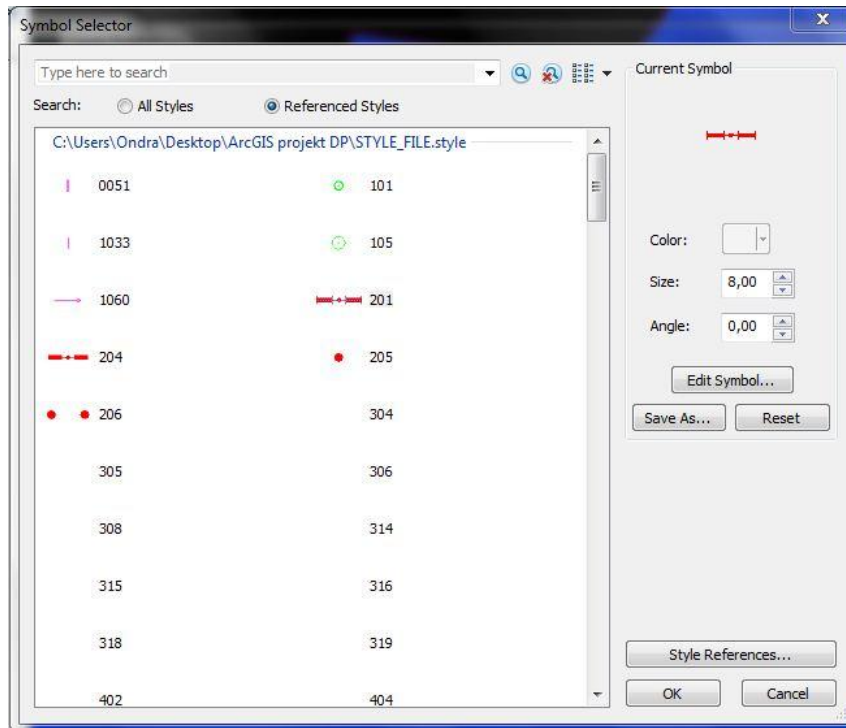 Symbol Selector
X
Type here to search
Search: All Styles Referenced Styles
C:\Users\Ondra\Desktop\ArcGIS projekt DP\STYLE_FILE.style
0051 101
1033 105
1060 201
204 205
206 304
305 306
308 314
315 316
318 319
402 404
Current Symbol
Color:
Size: 8,00
Angle: 0,00
Edit Symbol...
Save As... Reset
Style References...
OK Cancel